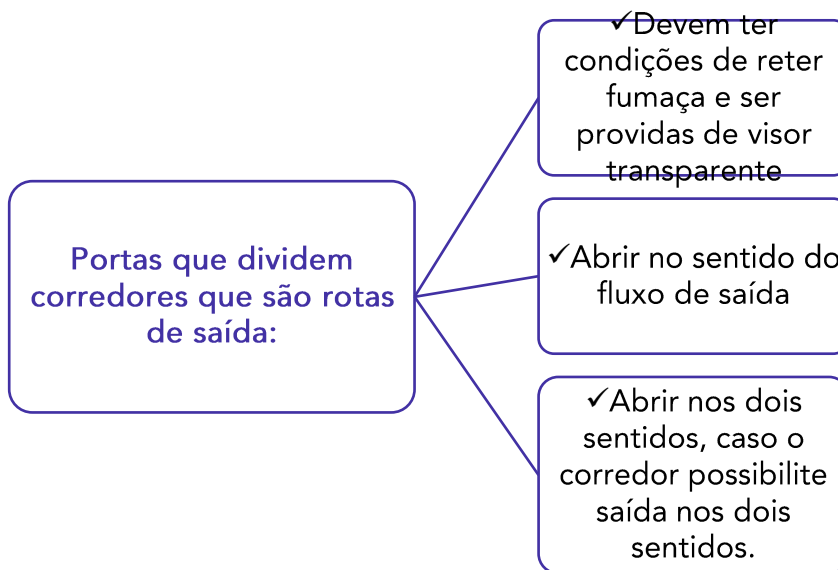 Portas que dividem
corredores que são rotas
de saída:
✓Devem ter
condições de reter
fumaça e ser
providas de visor
transparente
✓Abrir no sentido do
fluxo de saída
✓Abrir nos dois
sentidos, caso o
corredor possibilite
saída nos dois
sentidos.